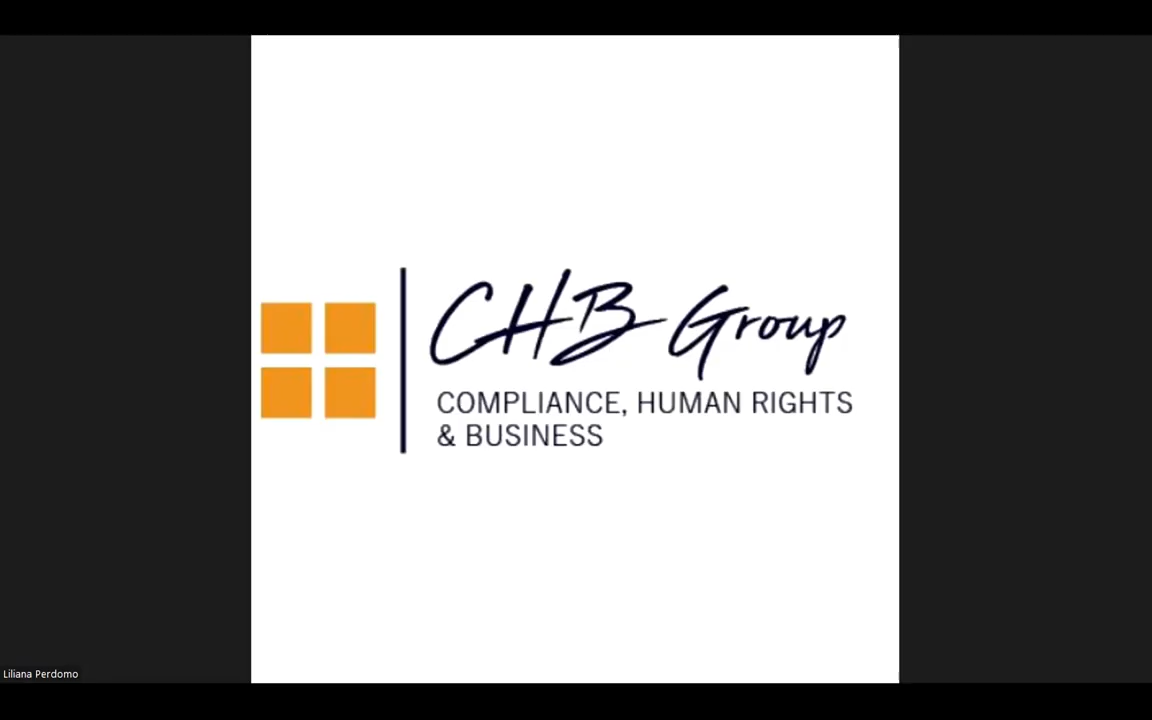 CHB Group
COMPLIANCE, HUMAN RIGHTS
& BUSINESS
Liliana Perdomo